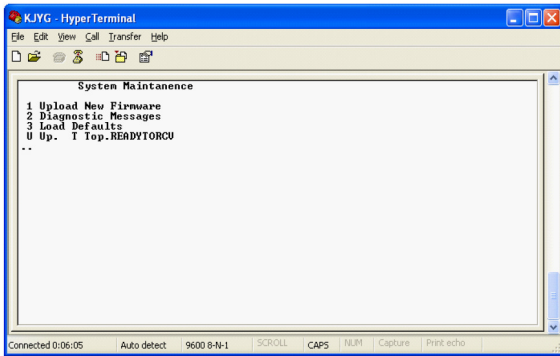 KJYG - HyperTerminal
File Edit View Call Transfer Help
System Maintanence
1 Upload New Firmware
2 Diagnostic Messages
3 Load Defaults
U Up. T Top.READYTORCV
..
Connected 0:06:05 Auto detect 9600 8-N-1 SCROLL CAPS NUM Capture Print echo